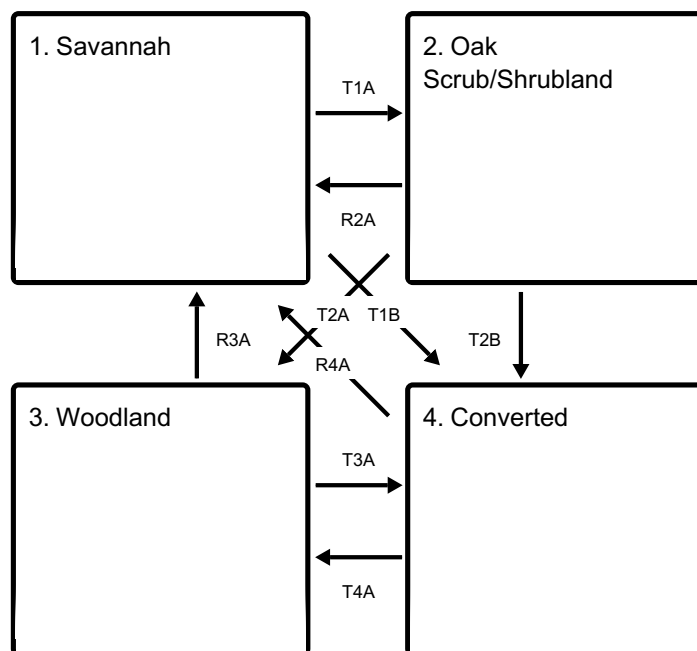 1. Savannah
2. Oak
Scrub/Shrubland
T1A
R2A
T2A
T1B
R3A
R4A
T2B
3. Woodland
4. Converted
T3A
T4A